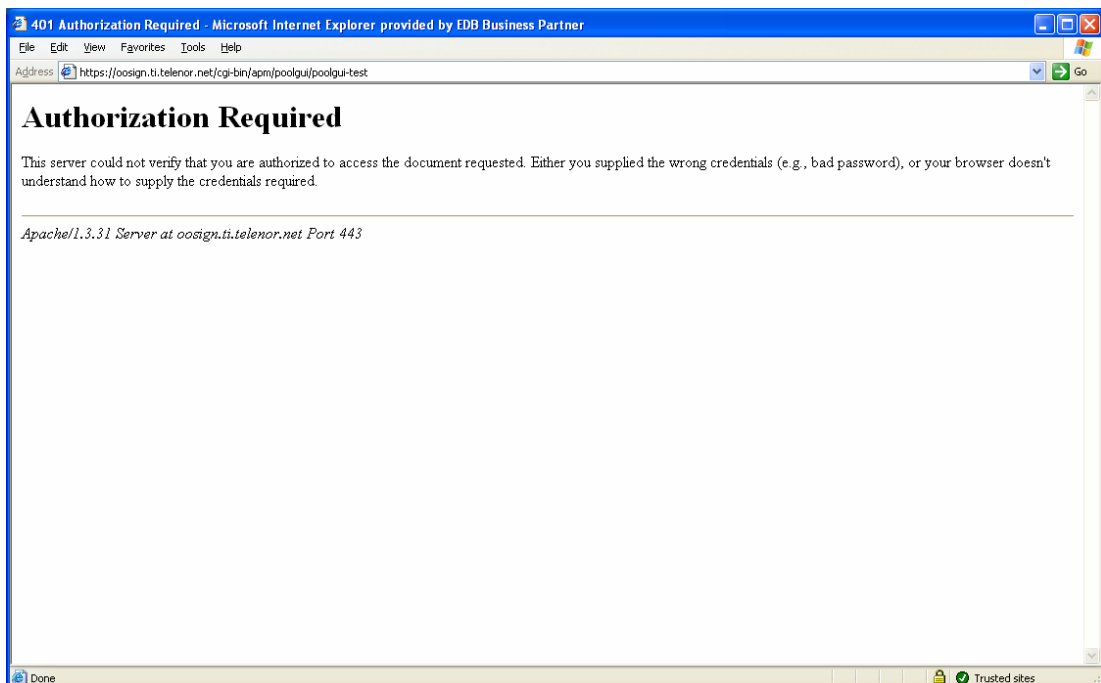 401 Authorization Required - Microsoft Internet Explorer provided by EDB Business Partner
File Edit View Favorites Tools Help
Address https://oosign.ti.telenor.net/cgi-bin/apm/poolgui/poolgui-test Go
Authorization Required
This server could not verify that you are authorized to access the document requested. Either you supplied the wrong credentials (e.g., bad password), or your browser doesn't
understand how to supply the credentials required.
Apache/1.3.31 Server at oosign.ti.telenor.net Port 443
Done Trusted sites